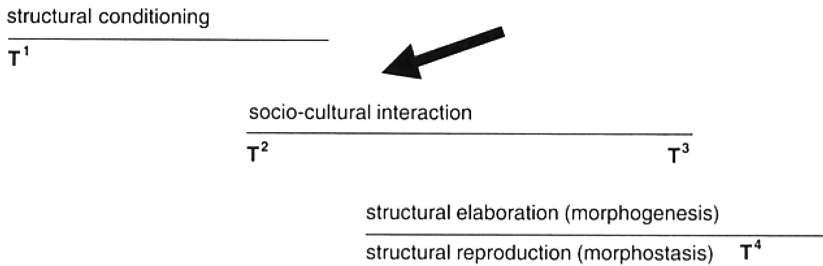 structural conditioning
T¹
socio-cultural interaction
T² T³
structural elaboration (morphogenesis)
structural reproduction (morphostasis) T⁴